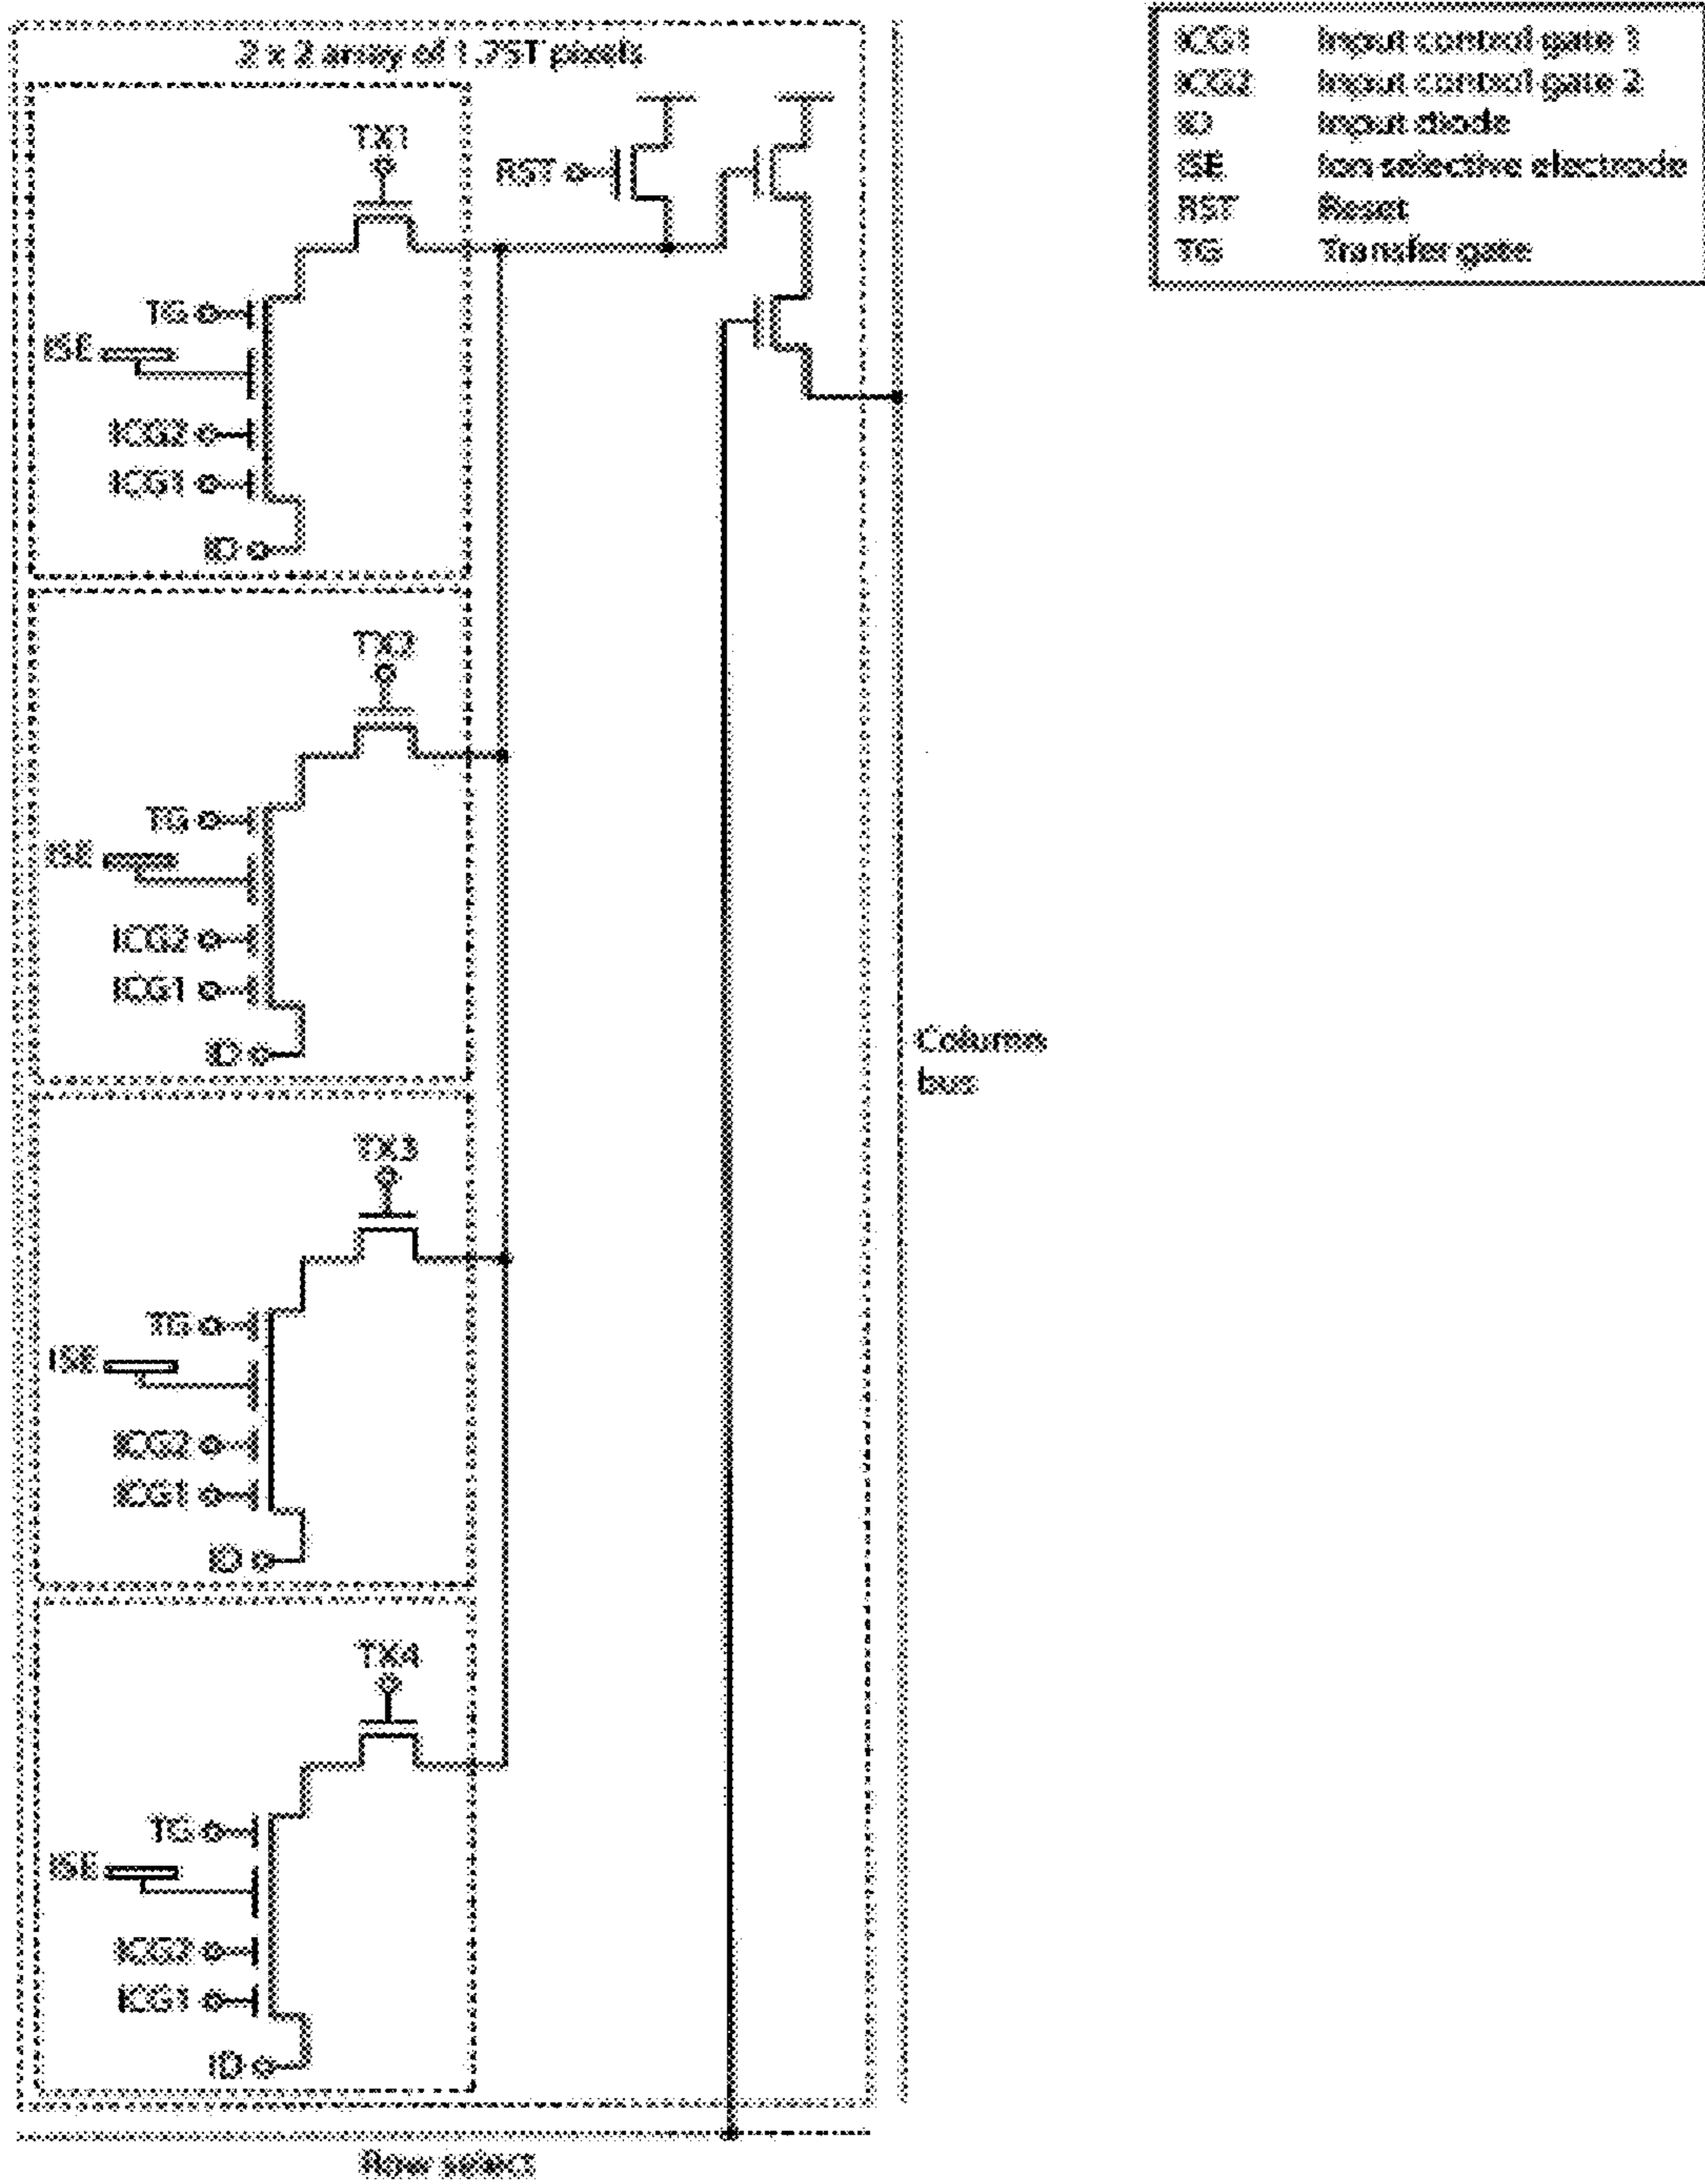 2 x 2 array of 1.75T pixels
TX1
RST
TG
ISE
ICG2
ICG1
ID
TX2
TG
ISE
ICG2
ICG1
ID
TX3
TG
ISE
ICG2
ICG1
ID
TX4
TG
ISE
ICG2
ICG1
ID
Row select
Column
bus
ICG1 Input control gate 1
ICG2 Input control gate 2
ID Input diode
ISE Ion selective electrode
RST Reset
TG Transfer gate